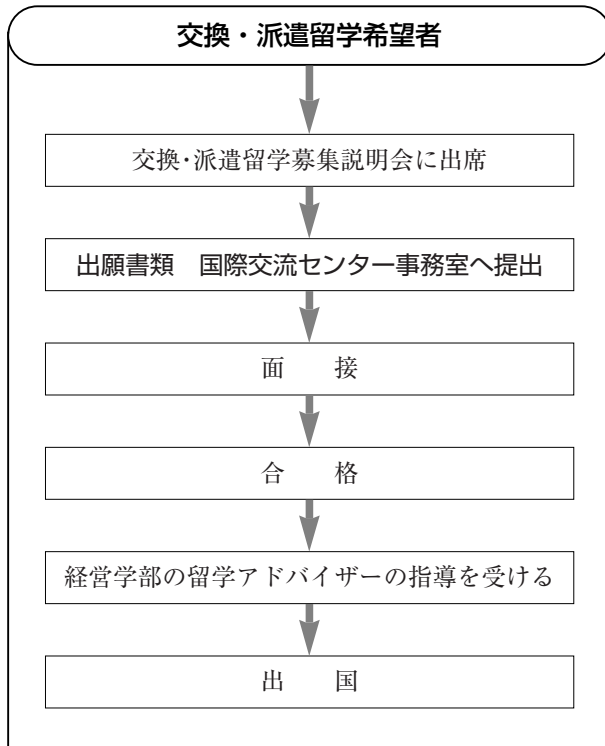 交換・派遣留学希望者
交換・派遣留学募集説明会に出席
出願書類　国際交流センター事務室へ提出
面　　接
合　　格
経営学部の留学アドバイザーの指導を受ける
出　　国